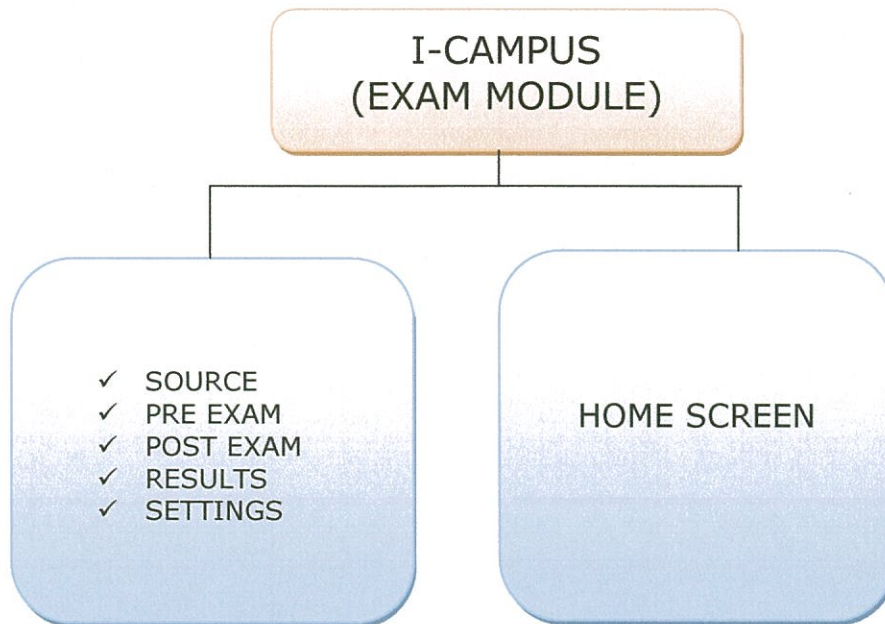 I-CAMPUS
(EXAM MODULE)
✓ SOURCE
✓ PRE EXAM
✓ POST EXAM
✓ RESULTS
✓ SETTINGS
HOME SCREEN